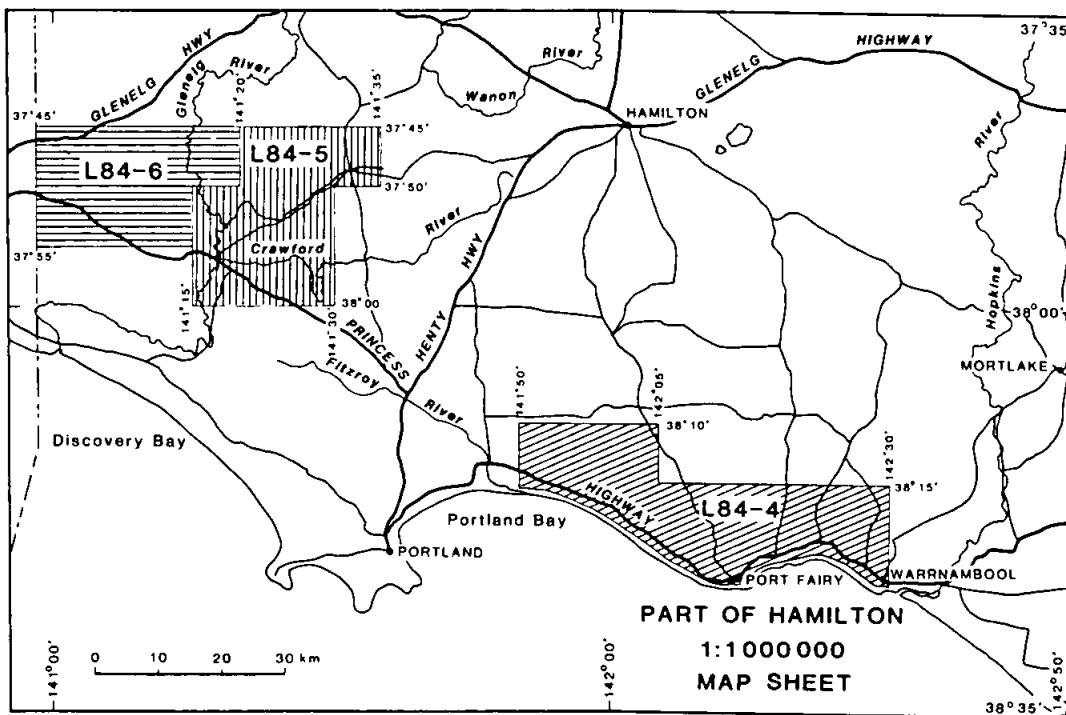 37°35'
GLENELG HWY
Glenelg River
141°20'
141°35'
Wanon River
GLENELG HIGHWAY
37°45'
37°45'
HAMILTON
River
L84-6
L84-5
37°50'
Crawford River
37°55'
HENTY HWY
Hopkins
141°15'
38°00
141°30'
38°00'
PRINCESS
Fitzroy River
141°50'
142°05'
MORTLAKE
Discovery Bay
38°10'
142°30'
38°15'
HIGHWAY
L84-4
Portland Bay
PORTLAND
PORT FAIRY
WARRNAMBOOL
PART OF HAMILTON
1:1000000
MAP SHEET
0 10 20 30 km
141°00'
142°00'
142°50'
38°35'